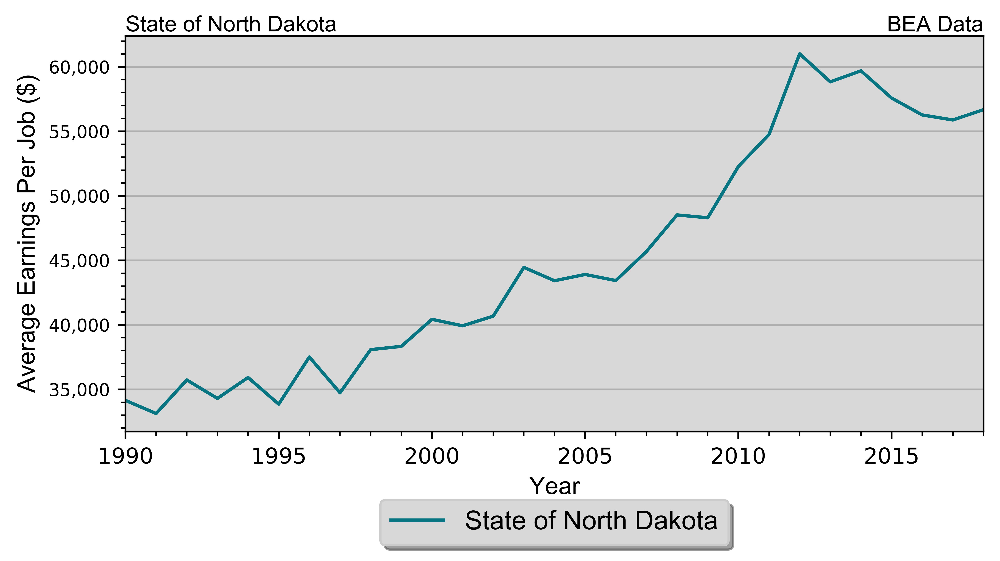 State of North Dakota
BEA Data
Average Earnings Per Job ($)
60,000
55,000
50,000
45,000
40,000
35,000
1990
1995
2000
2005
2010
2015
Year
State of North Dakota